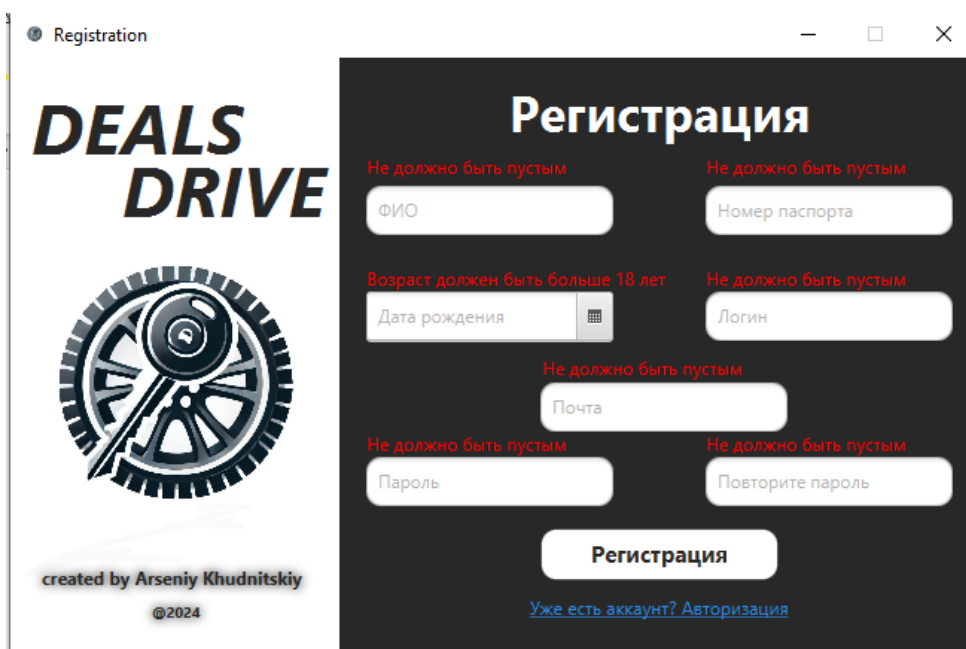 Registration
DEALS
DRIVE
created by Arseniy Khudnitskiy
@2024
Регистрация
Не должно быть пустым
Не должно быть пустым
ФИО
Номер паспорта
Возраст должен быть больше 18 лет
Не должно быть пустым
Дата рождения
Логин
Не должно быть пустым
Почта
Не должно быть пустым
Не должно быть пустым
Пароль
Повторите пароль
Регистрация
Уже есть аккаунт? Авторизация